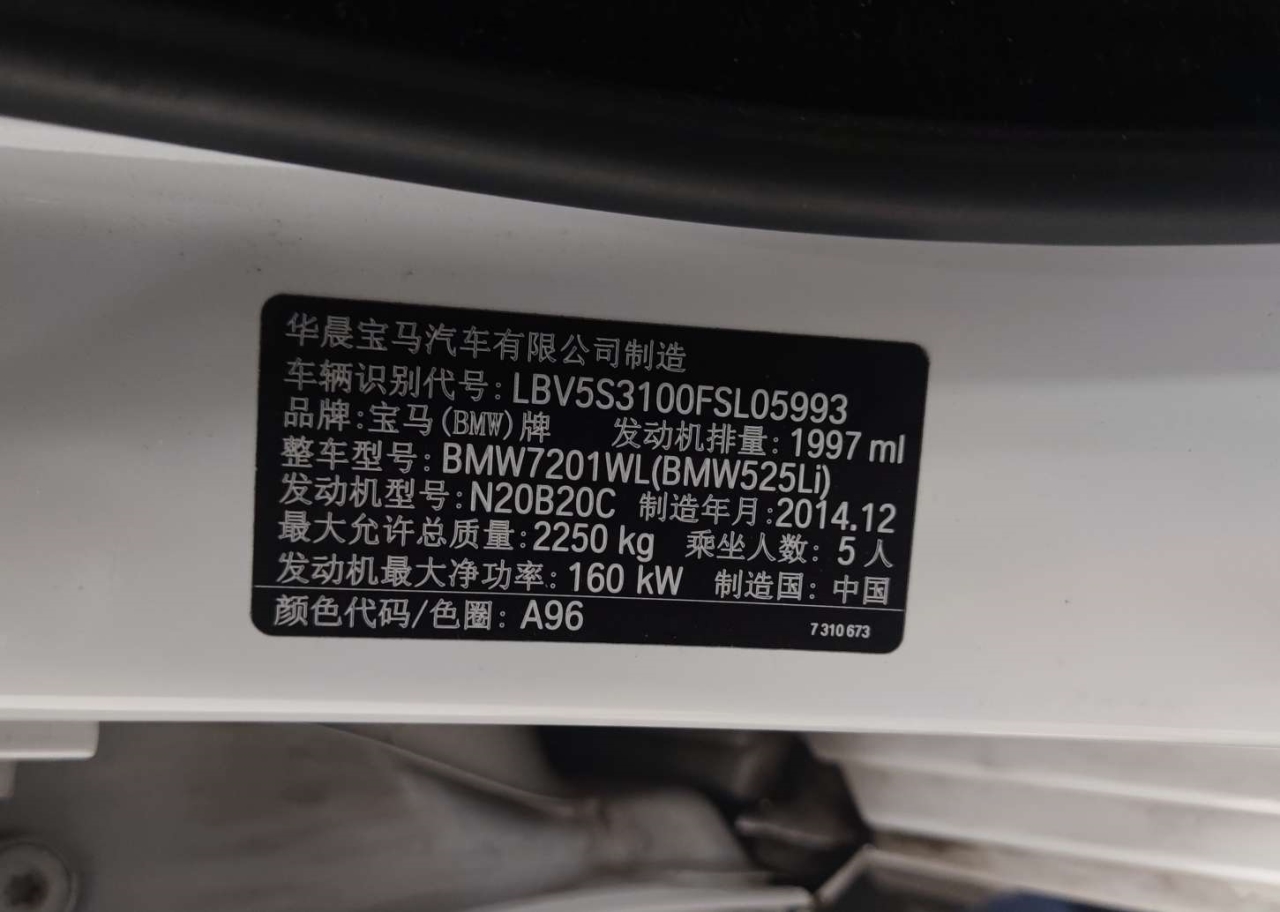 华晨宝马汽车有限公司制造
车辆识别代号: LBV5S3100FSL05993
品牌:宝马(BMW)牌 发动机排量: 1997 ml
整车型号: BMW7201WL(BMW525Li)
发动机型号: N20B20C 制造年月:2014.12
最大允许总质量:2250 kg 乘坐人数: 5 人
发动机最大净功率: 160 kW 制造国: 中国
颜色代码/色圈: A96 7 310 673